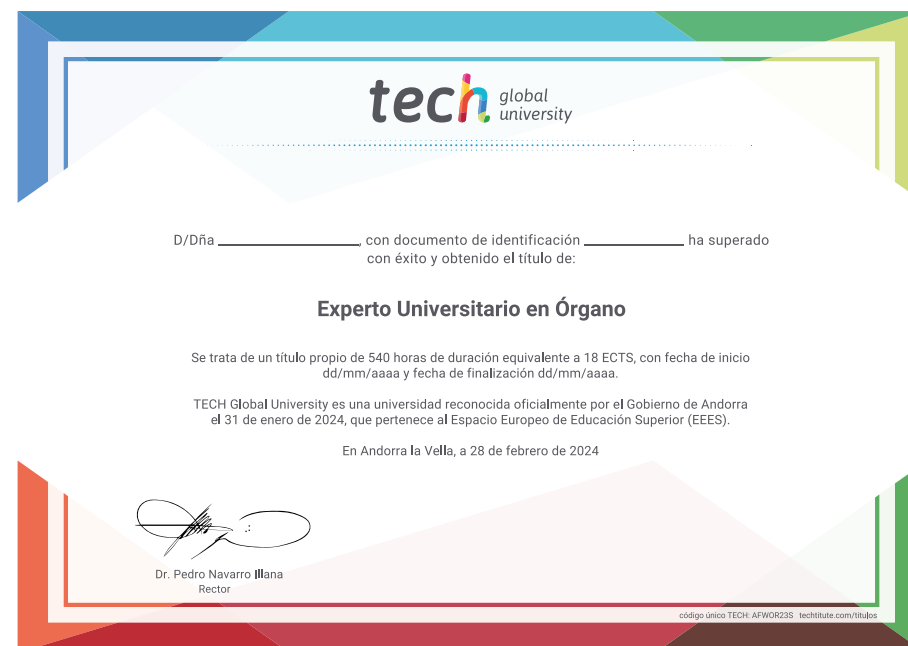 tech global university
D/Dña ____________________, con documento de identificación ______________ ha superado
con éxito y obtenido el título de:
Experto Universitario en Órgano
Se trata de un título propio de 540 horas de duración equivalente a 18 ECTS, con fecha de inicio
dd/mm/aaaa y fecha de finalización dd/mm/aaaa.
TECH Global University es una universidad reconocida oficialmente por el Gobierno de Andorra
el 31 de enero de 2024, que pertenece al Espacio Europeo de Educación Superior (EEES).
En Andorra la Vella, a 28 de febrero de 2024
Dr. Pedro Navarro Illana
Rector
código único TECH: AFWOR23S techtitute.com/titulos